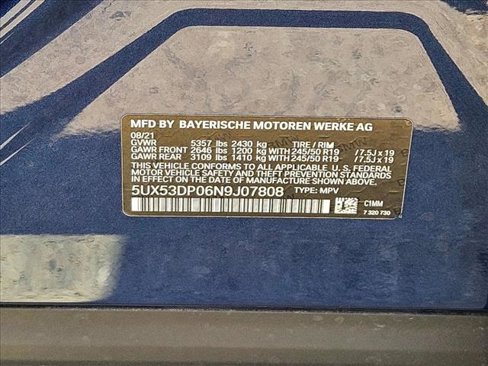 MFD BY BAYERISCHE MOTOREN WERKE AG
08/21
GVWR 5357 lbs 2430 kg TIRE / RIM
GAWR FRONT 2646 lbs 1200 kg WITH 245/50 R19 /7.5J x 19
GAWR REAR 3109 lbs 1410 kg WITH 245/50 R19 /7.5J x 19
THIS VEHICLE CONFORMS TO ALL APPLICABLE U. S. FEDERAL
MOTOR VEHICLE SAFETY AND THEFT PREVENTION STANDARDS
IN EFFECT ON THE DATE OF MANUFACTURE SHOWN ABOVE.
5UX53DP06N9J07808 TYPE: MPV
C1MM
7 320 730